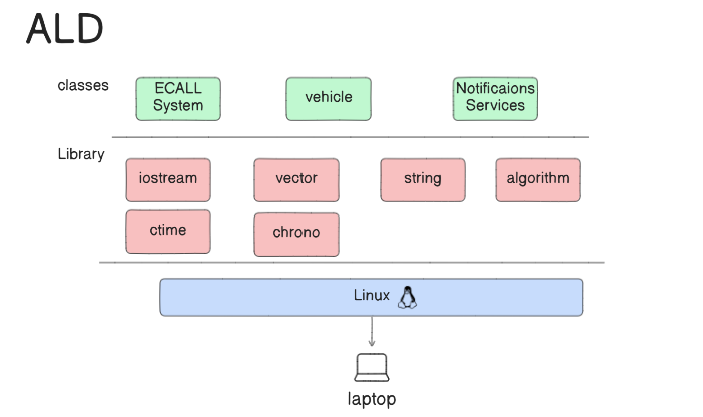 ALD
classes
ECALL
System
vehicle
Notificaions
Services
Library
iostream
vector
string
algorithm
ctime
chrono
Linux
laptop